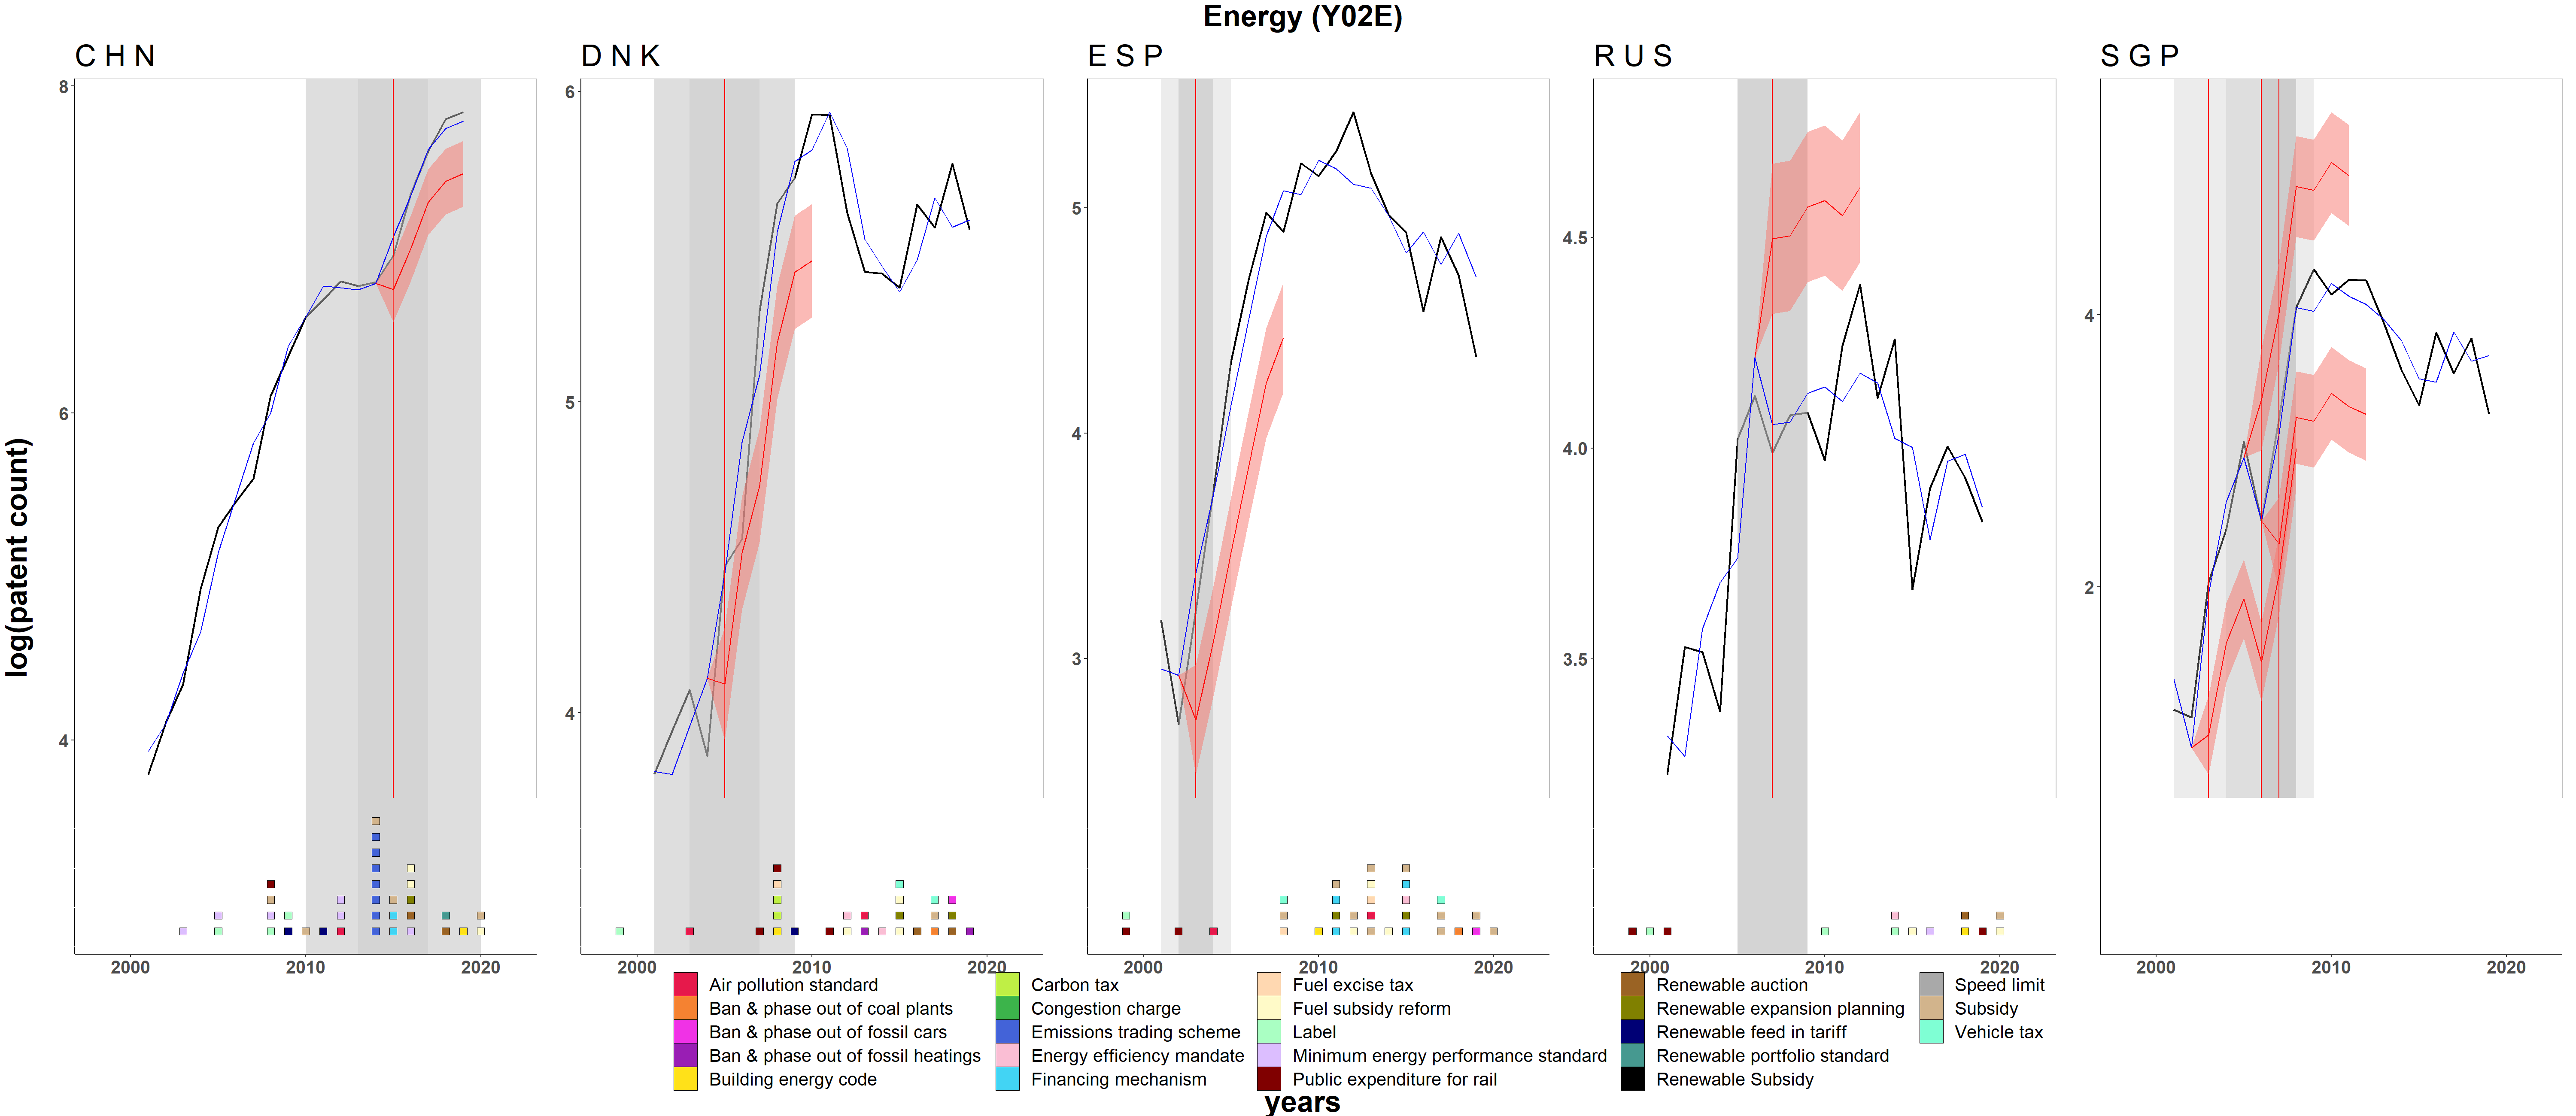 Energy (Y02E)
C H N
D N K
E S P
R U S
S G P
log(patent count)
8
6
4
6
5
4
5
4
3
4.5
4.0
3.5
4
2
2000 2010 2020
2000 2010 2020
2000 2010 2020
2000 2010 2020
2000 2010 2020
Air pollution standard
Ban & phase out of coal plants
Ban & phase out of fossil cars
Ban & phase out of fossil heatings
Building energy code
Carbon tax
Congestion charge
Emissions trading scheme
Energy efficiency mandate
Financing mechanism
Fuel excise tax
Fuel subsidy reform
Label
Minimum energy performance standard
Public expenditure for rail
Renewable auction
Renewable expansion planning
Renewable feed in tariff
Renewable portfolio standard
Renewable Subsidy
Speed limit
Subsidy
Vehicle tax
years